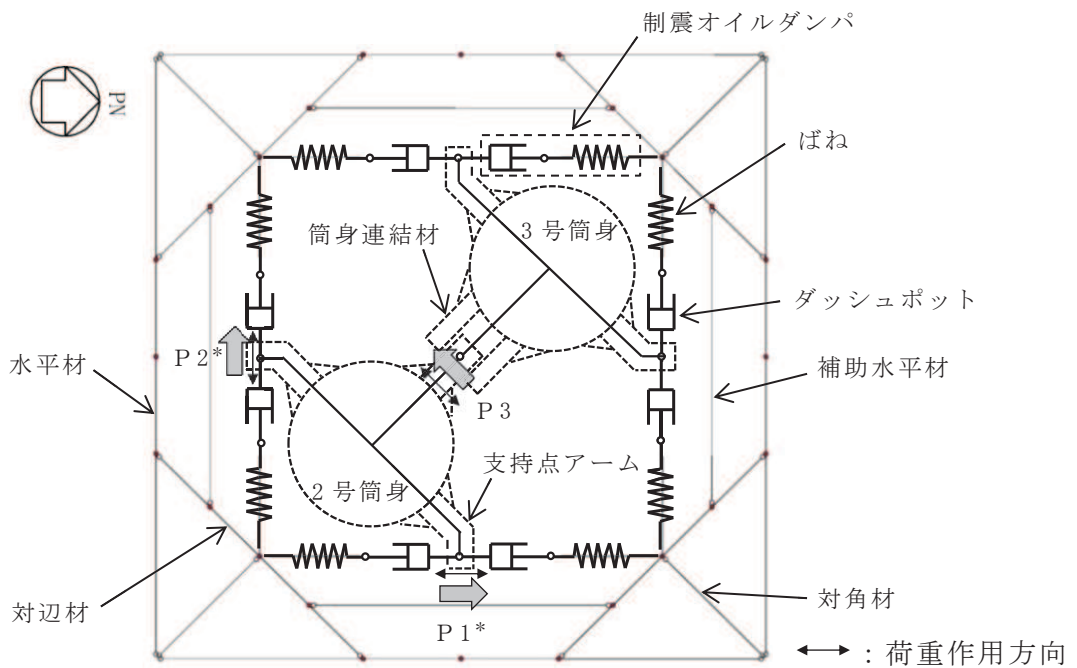 制震オイルダンパ
PN
ばね
3号筒身
筒身連結材
ダッシュポット
P2*
水平材
補助水平材
P3
支持点アーム
2号筒身
対辺材
対角材
P1*
:荷重作用方向